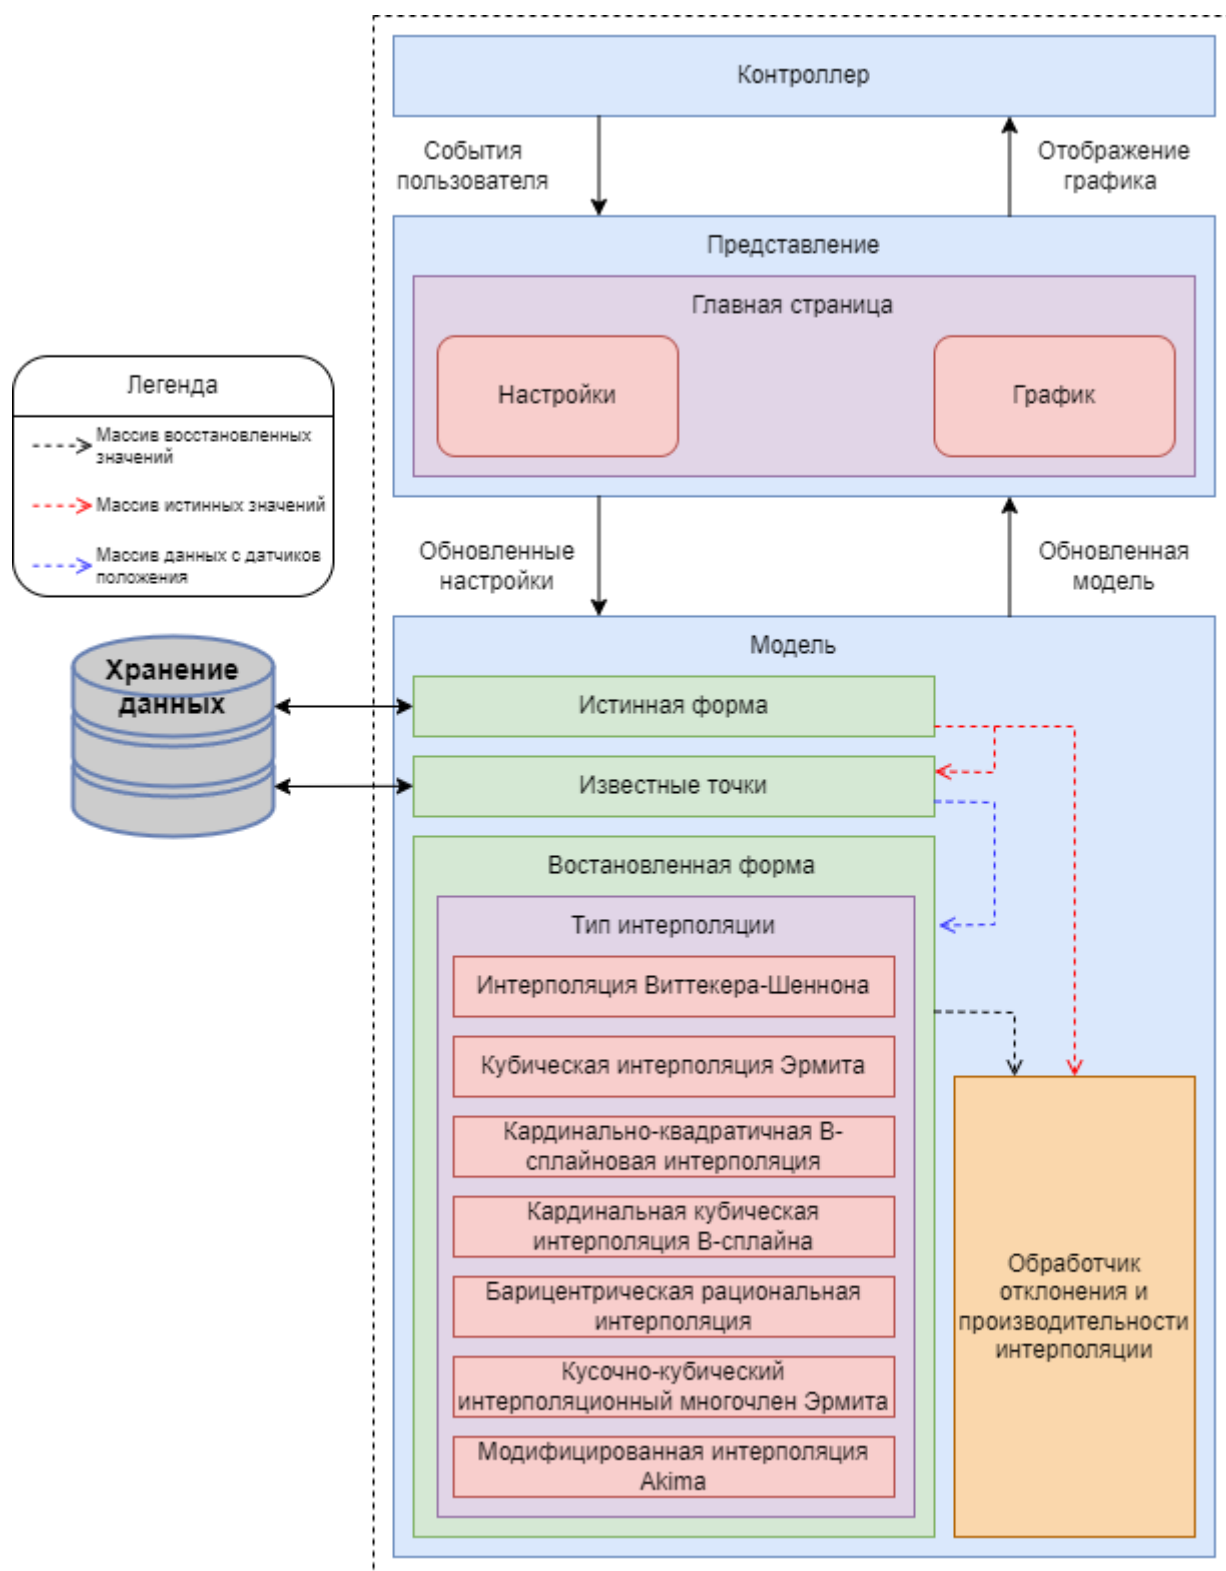 Контроллер
События
пользователя
Отображение
графика
Представление
Главная страница
Настройки
График
Легенда
Массив восстановленных
значений
Массив истинных значений
Массив данных с датчиков
положения
Обновленные
настройки
Обновленная
модель
Модель
Хранение
данных
Истинная форма
Известные точки
Востановленная форма
Тип интерполяции
Интерполяция Виттекера-Шеннона
Кубическая интерполяция Эрмита
Кардинально-квадратичная B-
сплайновая интерполяция
Кардинальная кубическая
интерполяция B-сплайна
Барицентрическая рациональная
интерполяция
Кусочно-кубический
интерполяционный многочлен Эрмита
Модифицированная интерполяция
Akima
Обработчик
отклонения и
производительности
интерполяции